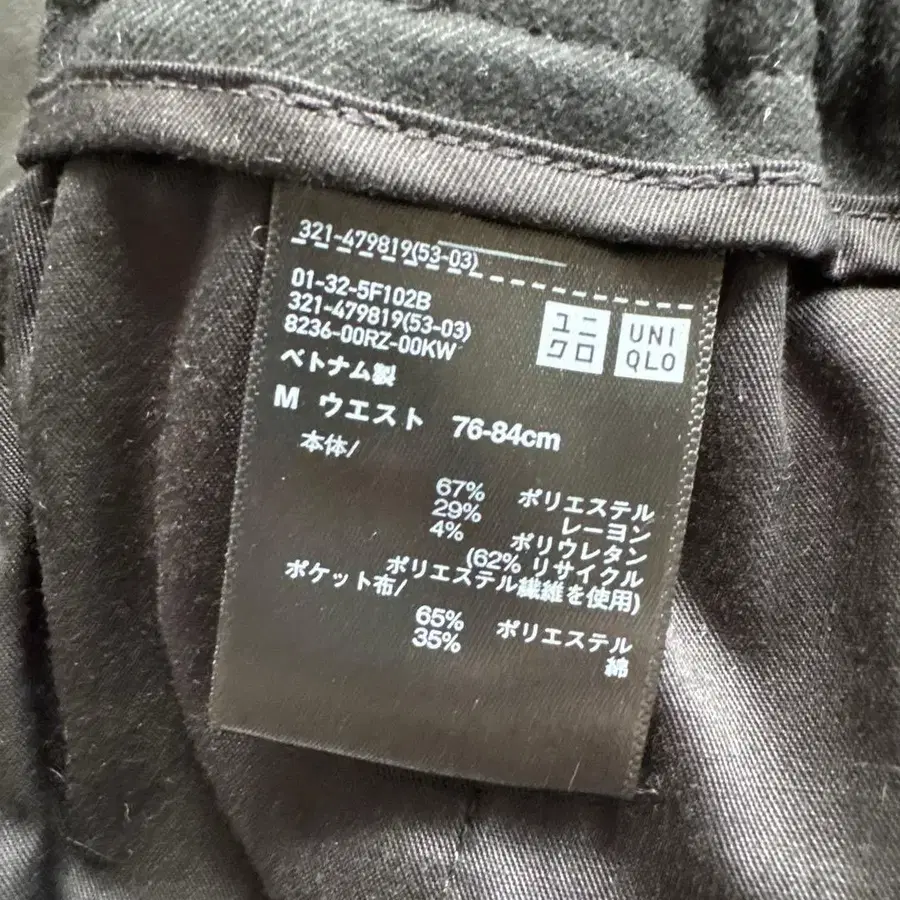 321-479819(53-03)
01-32-5F102B
321-479819(53-03)
8236-00RZ-00KW
ユニ
クロ
UNI
QLO
ベトナム製
M ウエスト 76-84cm
本体/
67% ポリエステル
29% レーヨン
4% ポリウレタン
(62% リサイクル
ポリエステル繊維を使用)
ポケット布/
65% ポリエステル
35% 綿